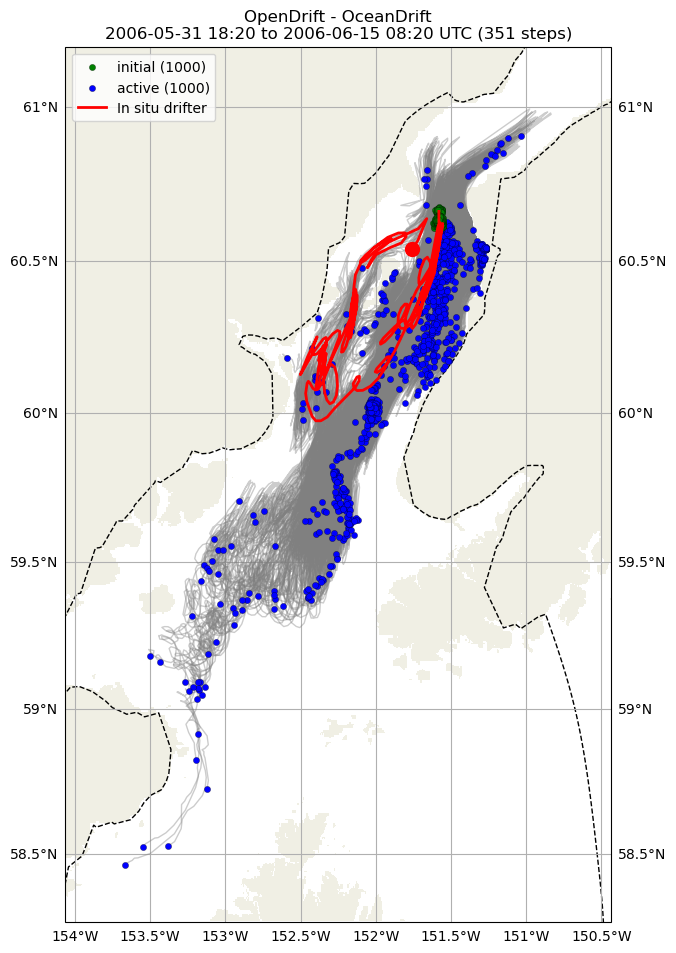 OpenDrift - OceanDrift
2006-05-31 18:20 to 2006-06-15 08:20 UTC (351 steps)
initial (1000)
active (1000)
In situ drifter
61°N 61°N
60.5°N 60.5°N
60°N 60°N
59.5°N 59.5°N
59°N 59°N
58.5°N 58.5°N
154°W 153.5°W 153°W 152.5°W 152°W 151.5°W 151°W 150.5°W